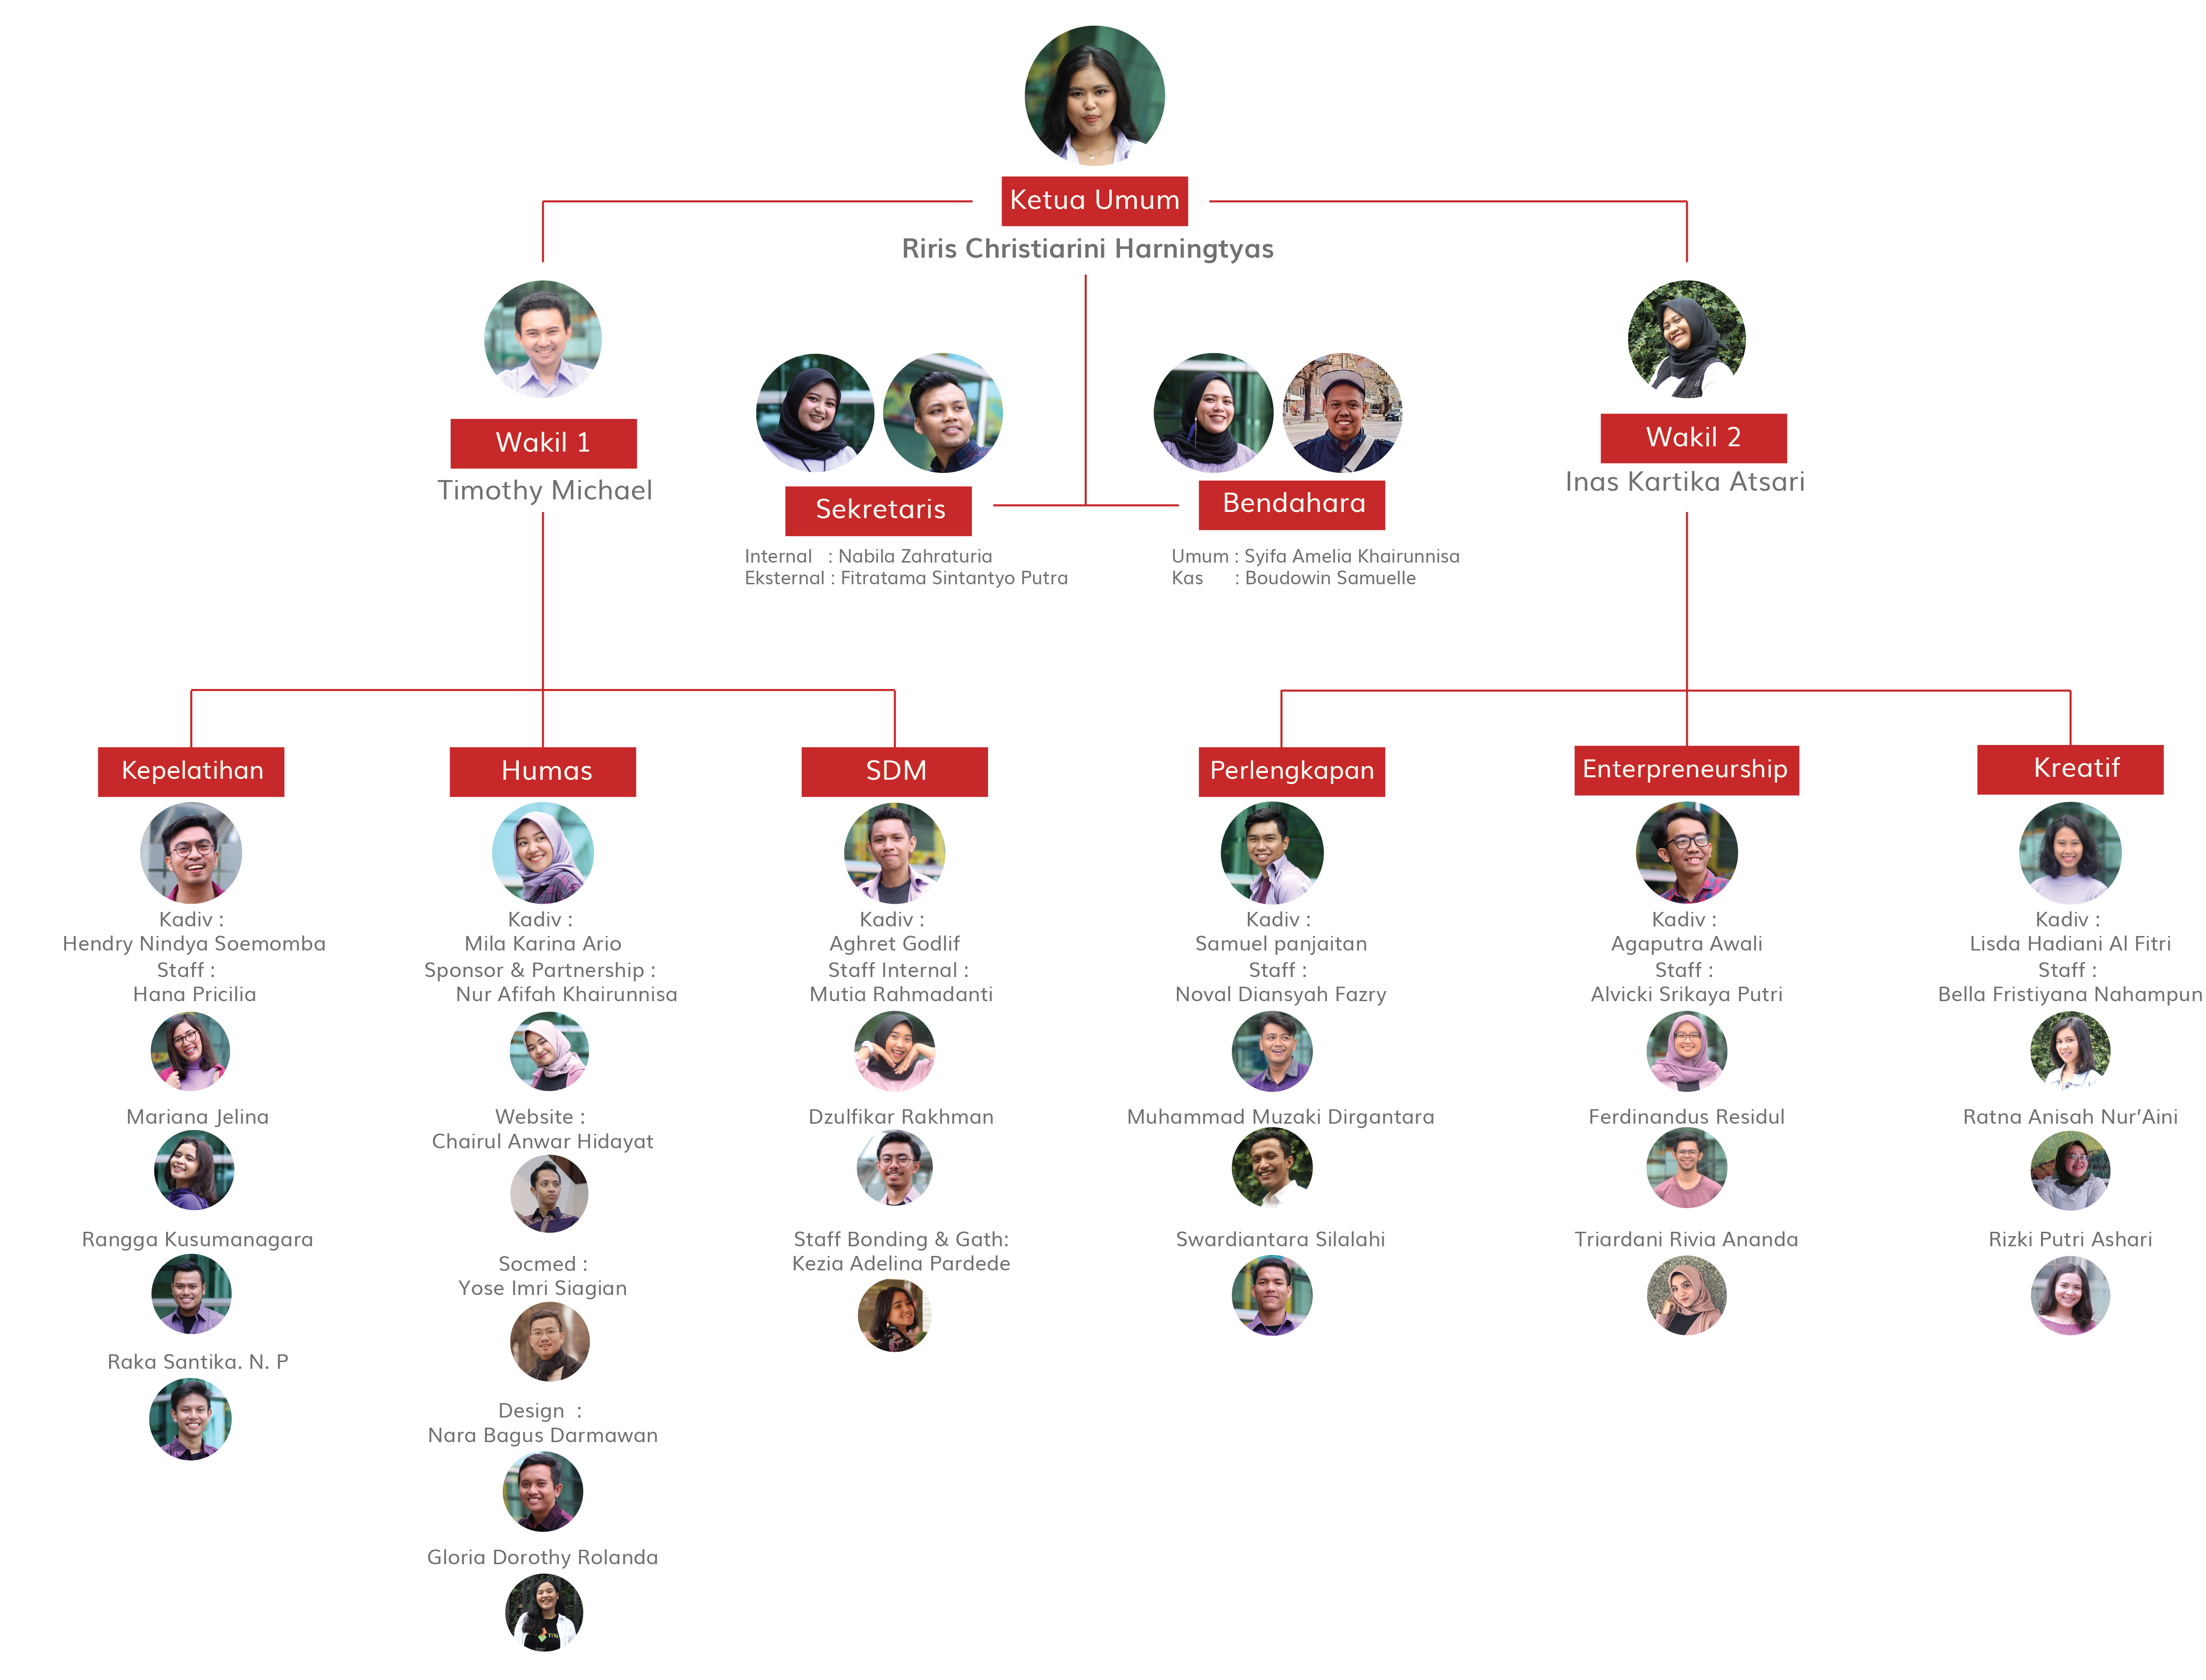 Ketua Umum
Riris Christiarini Harningtyas
Wakil 1
Timothy Michael
Sekretaris
Internal : Nabila Zahraturia
Eksternal : Fitratama Sintantyo Putra
Bendahara
Umum : Syifa Amelia Khairunnisa
Kas : Boudowin Samuelle
Wakil 2
Inas Kartika Atsari
Kepelatihan
Kadiv :
Hendry Nindya Soemomba
Staff :
Hana Pricilia
Mariana Jelina
Rangga Kusumanagara
Raka Santika. N. P
Humas
Kadiv :
Mila Karina Ario
Sponsor & Partnership :
Nur Afifah Khairunnisa
Website :
Chairul Anwar Hidayat
Socmed :
Yose Imri Siagian
Design :
Nara Bagus Darmawan
Gloria Dorothy Rolanda
SDM
Kadiv :
Aghret Godlif
Staff Internal :
Mutia Rahmadanti
Dzulfikar Rakhman
Staff Bonding & Gath:
Kezia Adelina Pardede
Perlengkapan
Kadiv :
Samuel panjaitan
Staff :
Noval Diansyah Fazry
Muhammad Muzaki Dirgantara
Swardiantara Silalahi
Enterpreneurship
Kadiv :
Agaputra Awali
Staff :
Alvicki Srikaya Putri
Ferdinandus Residul
Triardani Rivia Ananda
Kreatif
Kadiv :
Lisda Hadiani Al Fitri
Staff :
Bella Fristiyana Nahampun
Ratna Anisah Nur'Aini
Rizki Putri Ashari